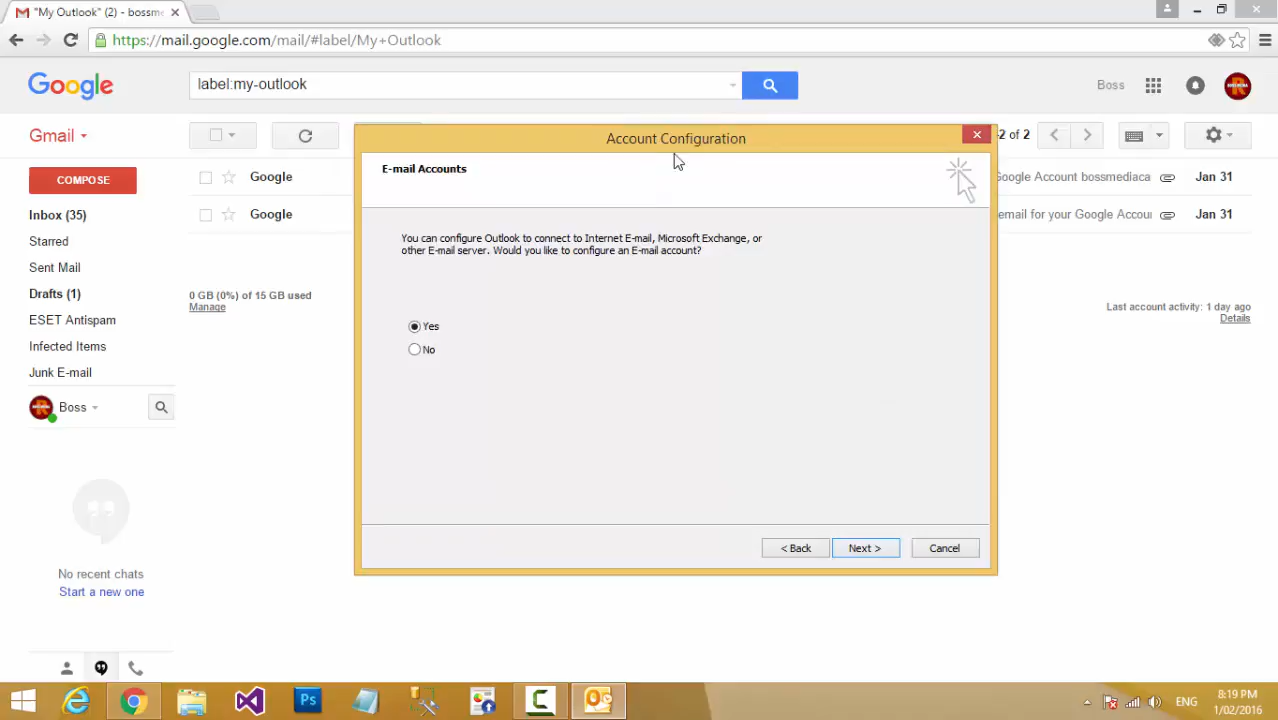 "My Outlook" (2) - bossme
https://mail.google.com/mail/#label/My+Outlook
Google
label:my-outlook
Boss
Gmail
2 of 2
COMPOSE
Inbox (35)
Starred
Sent Mail
Drafts (1)
ESET Antispam
Infected Items
Junk E-mail
Boss
No recent chats
Start a new one
Google
Google Account bossmediaca
Jan 31
Google
email for your Google Accou
Jan 31
0 GB (0%) of 15 GB used
Manage
Last account activity: 1 day ago
Details
Account Configuration
E-mail Accounts
You can configure Outlook to connect to Internet E-mail, Microsoft Exchange, or
other E-mail server. Would you like to configure an E-mail account?
Yes
No
< Back
Next >
Cancel
Ps
ENG
8:19 PM
1/02/2016